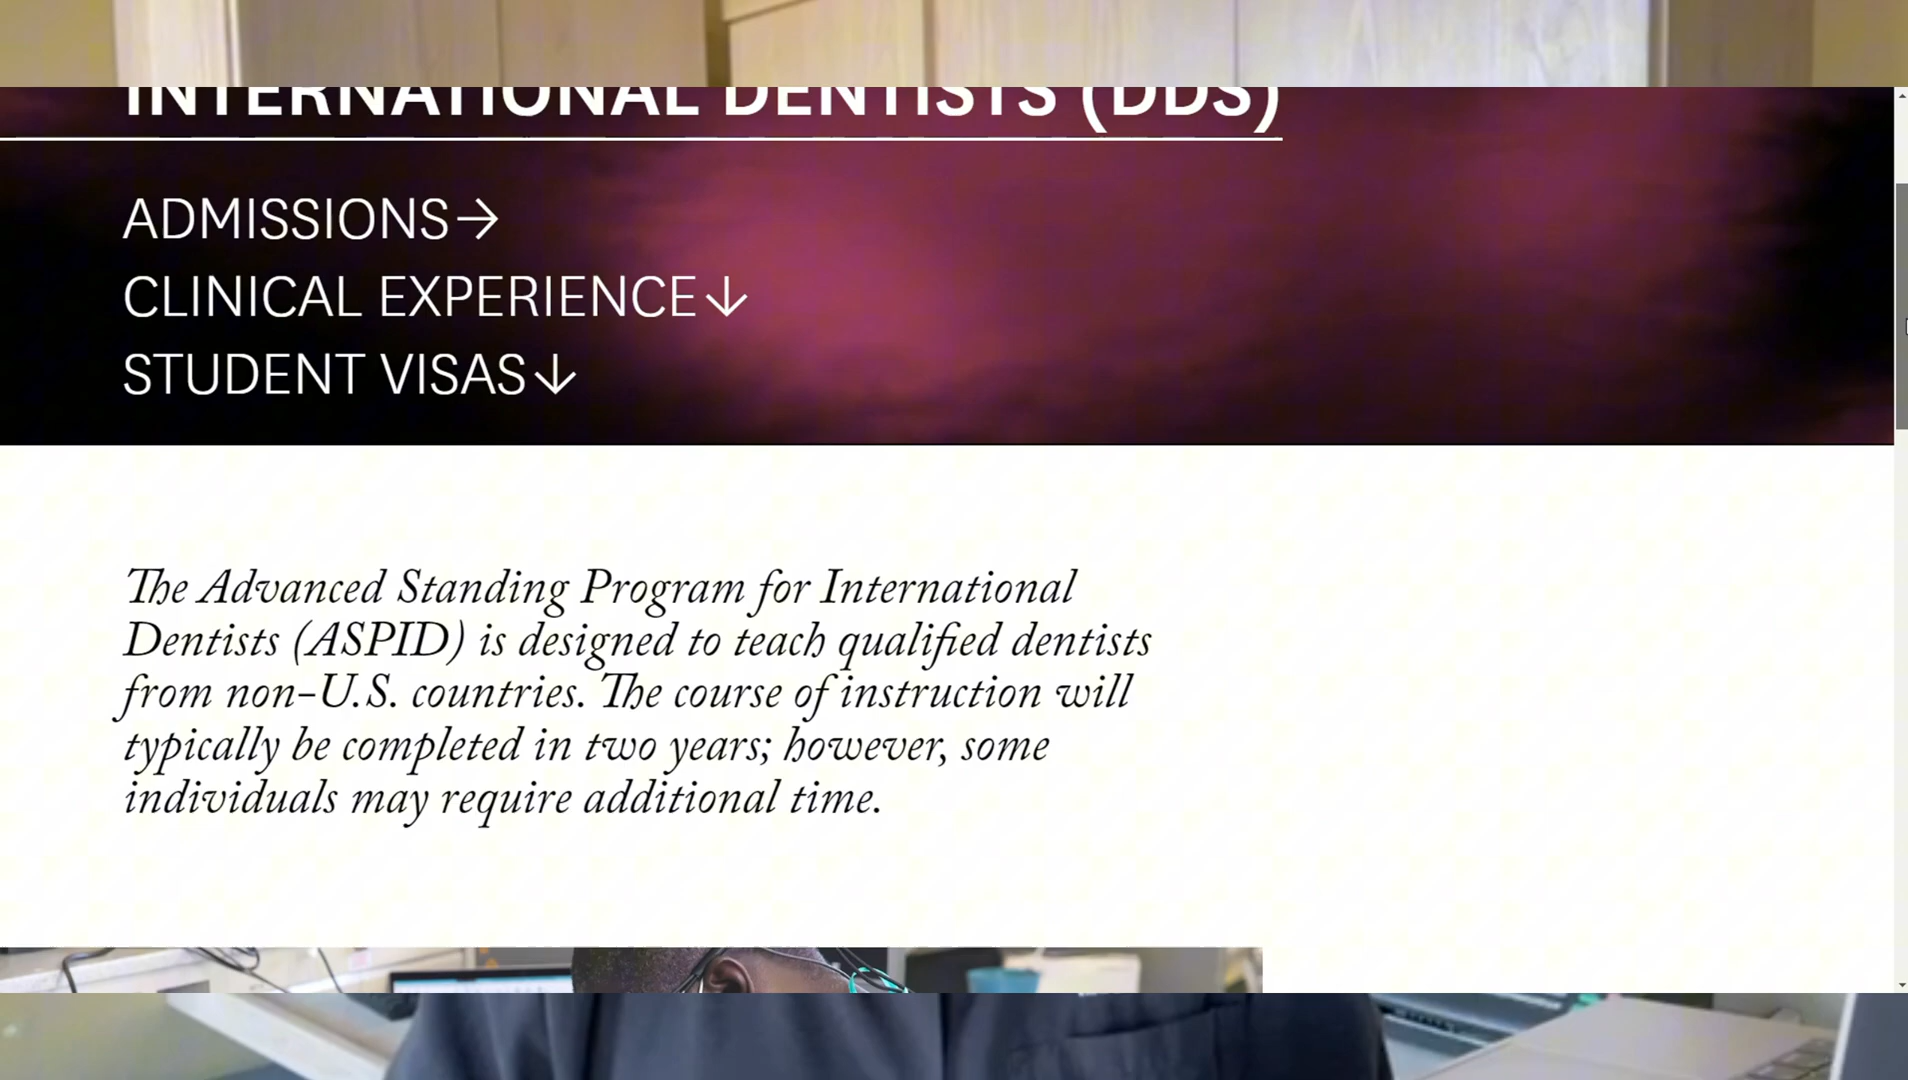 INTERNATIONAL DENTISTS (DDS)
ADMISSIONS→
CLINICAL EXPERIENCE↓
STUDENT VISAS↓
The Advanced Standing Program for International
Dentists (ASPID) is designed to teach qualified dentists
from non-U.S. countries. The course of instruction will
typically be completed in two years; however, some
individuals may require additional time.